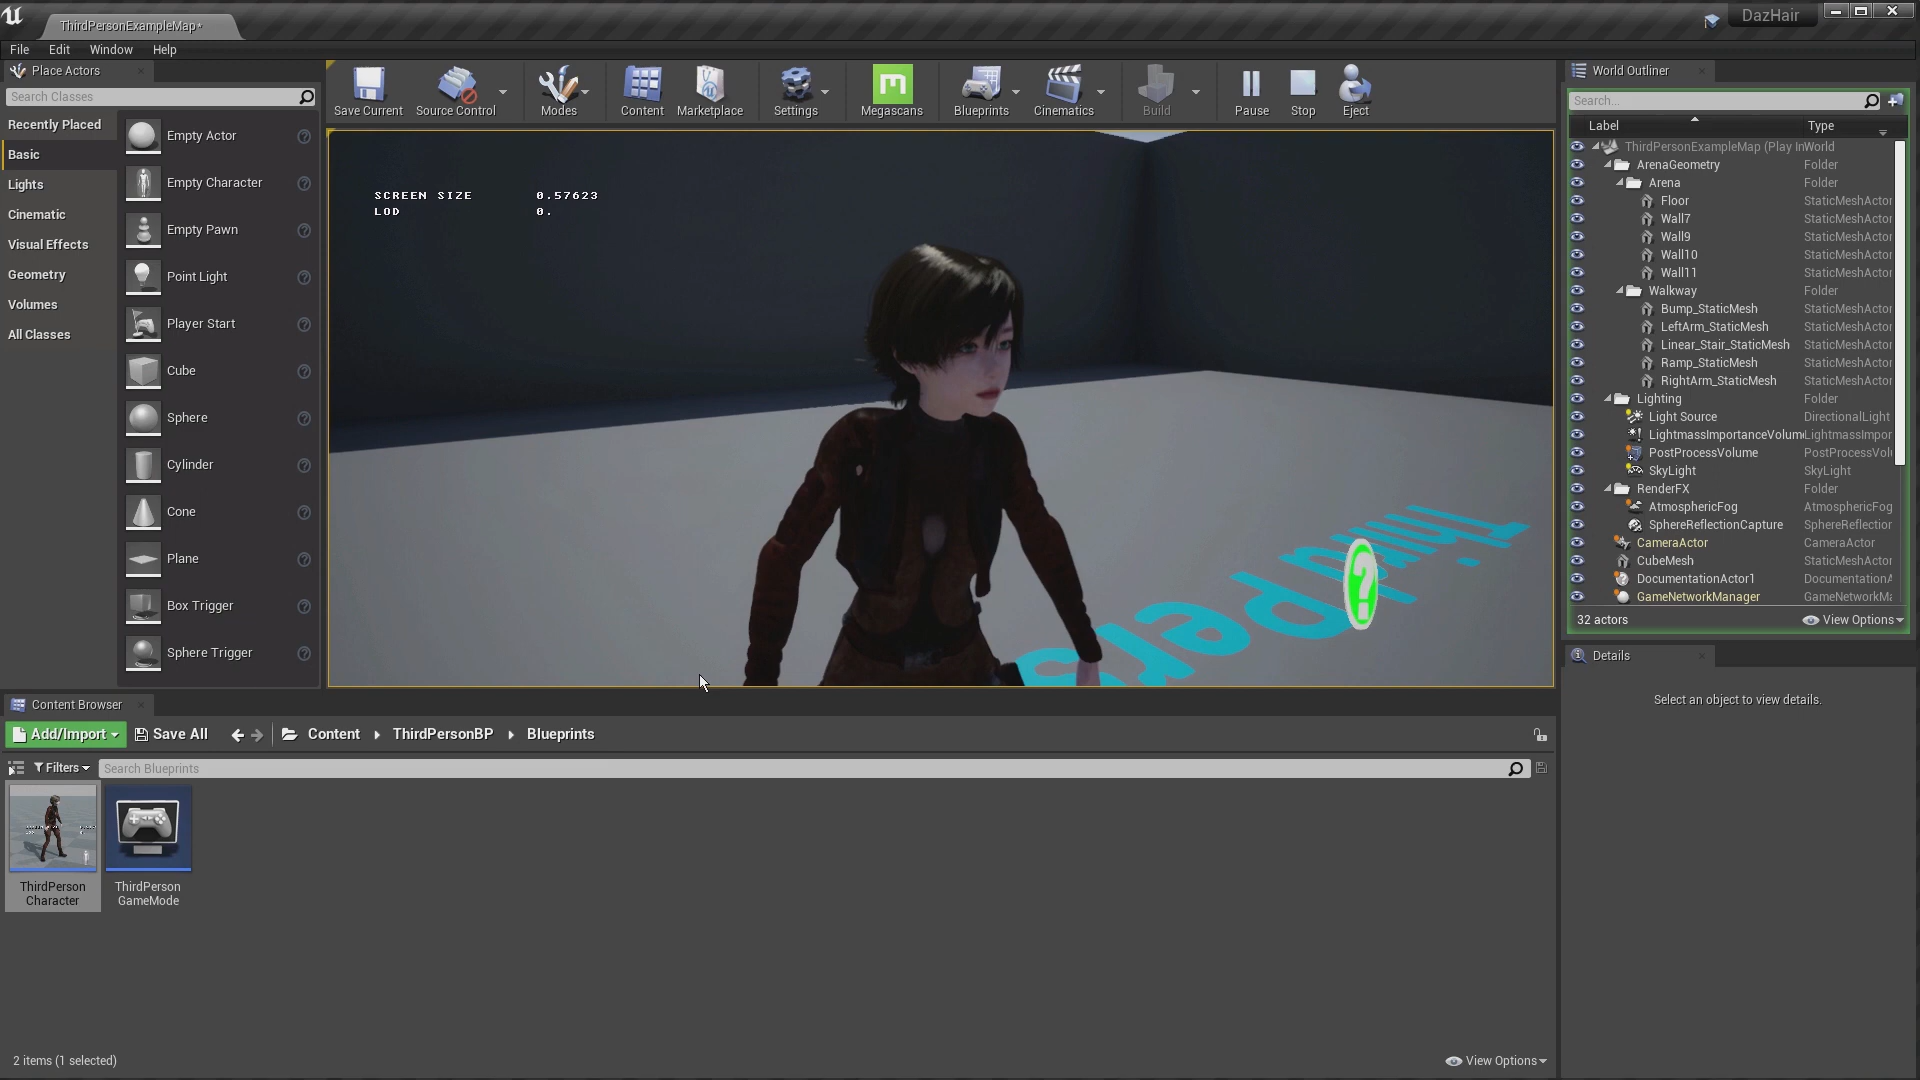 ThirdPersonExampleMap*
DazHair
File Edit Window Help
Place Actors
Search Classes
Recently Placed
Basic
Lights
Cinematic
Visual Effects
Geometry
Volumes
All Classes
Empty Actor
Empty Character
Empty Pawn
Point Light
Player Start
Cube
Sphere
Cylinder
Cone
Plane
Box Trigger
Sphere Trigger
Save Current Source Control Modes Content Marketplace Settings Megascans Blueprints Cinematics Build Pause Stop Eject
SCREEN SIZE 0.57623
LOD 0.
World Outliner
Search...
Label Type
ThirdPersonExampleMap (Play In World
ArenaGeometry Folder
Arena Folder
Floor StaticMeshActor
Wall7 StaticMeshActor
Wall9 StaticMeshActor
Wall10 StaticMeshActor
Wall11 StaticMeshActor
Walkway Folder
Bump_StaticMesh StaticMeshActor
LeftArm_StaticMesh StaticMeshActor
Linear_Stair_StaticMesh StaticMeshActor
Ramp_StaticMesh StaticMeshActor
RightArm_StaticMesh StaticMeshActor
Lighting Folder
Light Source DirectionalLight
LightmassImportanceVolum LightmassImpor
PostProcessVolume PostProcessVol
SkyLight SkyLight
RenderFX Folder
AtmosphericFog AtmosphericFog
SphereReflectionCapture SphereReflection
CameraActor CameraActor
CubeMesh StaticMeshActor
DocumentationActor1 DocumentationA
GameNetworkManager GameNetworkMa
32 actors View Options
Details
Select an object to view details.
Content Browser
Add/Import Save All Content ThirdPersonBP Blueprints
Filters Search Blueprints
ThirdPerson
Character
ThirdPerson
GameMode
2 items (1 selected) View Options